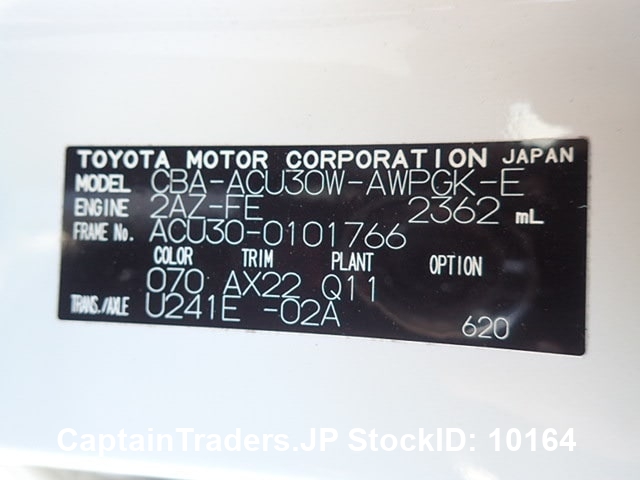 TOYOTA MOTOR CORPORATION JAPAN
MODEL CBA-ACU30W-AWPGK-E
ENGINE 2AZ-FE 2362 mL
FRAME No. ACU30-0101766
COLOR TRIM PLANT OPTION
070 AX22 Q11
TRANS./AXLE U241E -02A
620
CaptainTraders.JP StockID: 10164